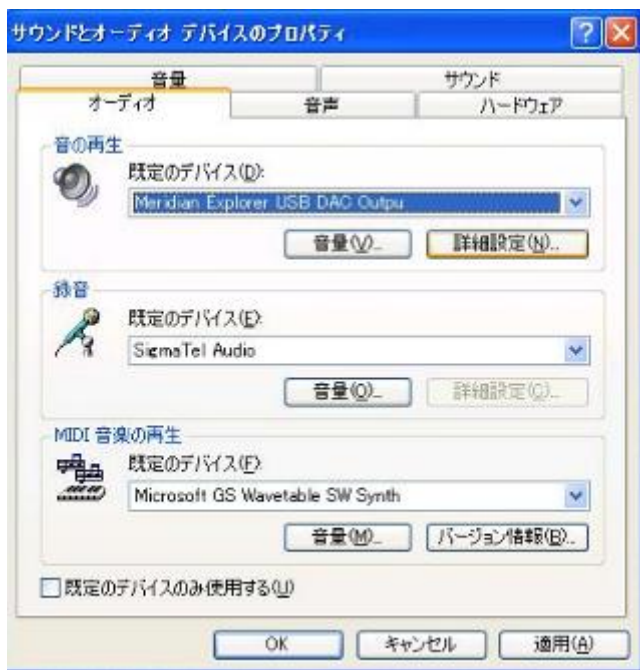 サウンドとオーディオ デバイスのプロパティ
音量 サウンド
オーディオ 音声 ハードウェア
音の再生
既定のデバイス(D):
Meridian Explorer USB DAC Outpu
音量(V)... 詳細設定(N)...
録音
既定のデバイス(E):
SigmaTel Audio
音量(O)... 詳細設定(C)...
MIDI 音楽の再生
既定のデバイス(F):
Microsoft GS Wavetable SW Synth
音量(M)... バージョン情報(B)...
既定のデバイスのみ使用する(U)
OK キャンセル 適用(A)